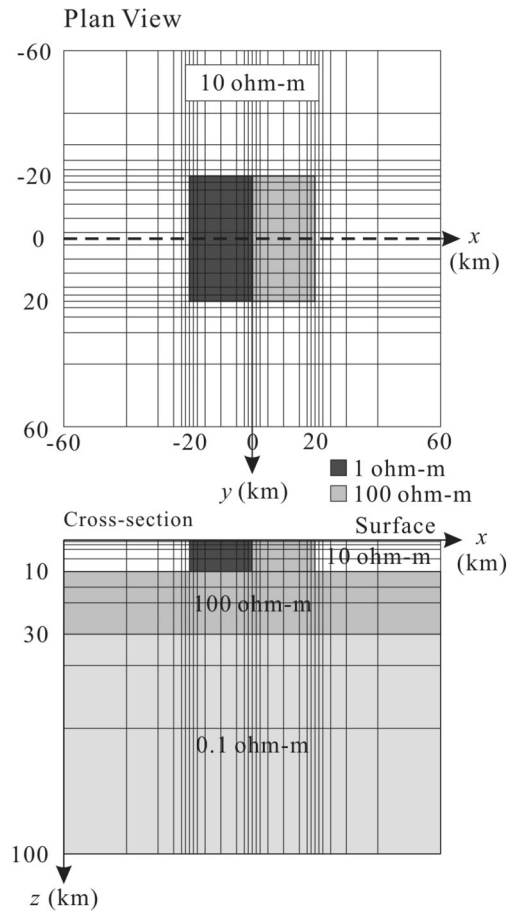 Plan View
-60
10 ohm-m
-20
0
x
(km)
20
60
-60
-20
0
20
60
y (km)
1 ohm-m
100 ohm-m
Cross-section
Surface
x
(km)
10 ohm-m
10
100 ohm-m
30
0.1 ohm-m
100
z (km)